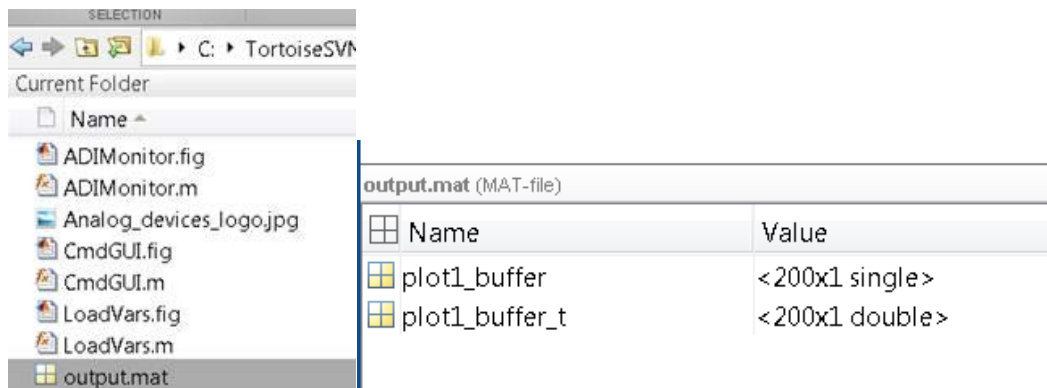 SELECTION
C: TortoiseSVN
Current Folder
Name
ADIMonitor.fig
ADIMonitor.m
Analog_devices_logo.jpg
CmdGUI.fig
CmdGUI.m
LoadVars.fig
LoadVars.m
output.mat
output.mat (MAT-file)
Name Value
plot1_buffer <200x1 single>
plot1_buffer_t <200x1 double>